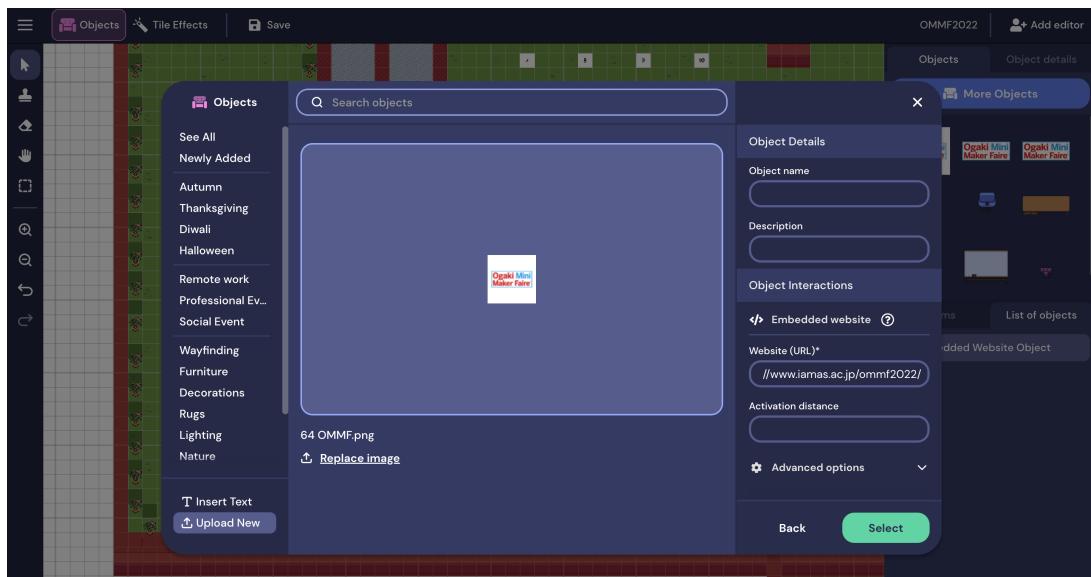 Objects
Tile Effects
Save
OMMF2022
Add editor
Objects
Object details
More Objects
Objects
Search objects
See All
Newly Added
Autumn
Thanksgiving
Diwali
Halloween
Remote work
Professional Ev...
Social Event
Wayfinding
Furniture
Decorations
Rugs
Lighting
Nature
Insert Text
Upload New
Ogaki Mini
Maker Faire
64 OMMF.png
Replace image
Object Details
Object name
Description
Object Interactions
Embedded website
Website (URL)*
//www.iamas.ac.jp/ommf2022/
Activation distance
Advanced options
Back
Select
Ogaki Mini
Maker Faire
Ogaki Mini
Maker Faire
List of objects
Website Object